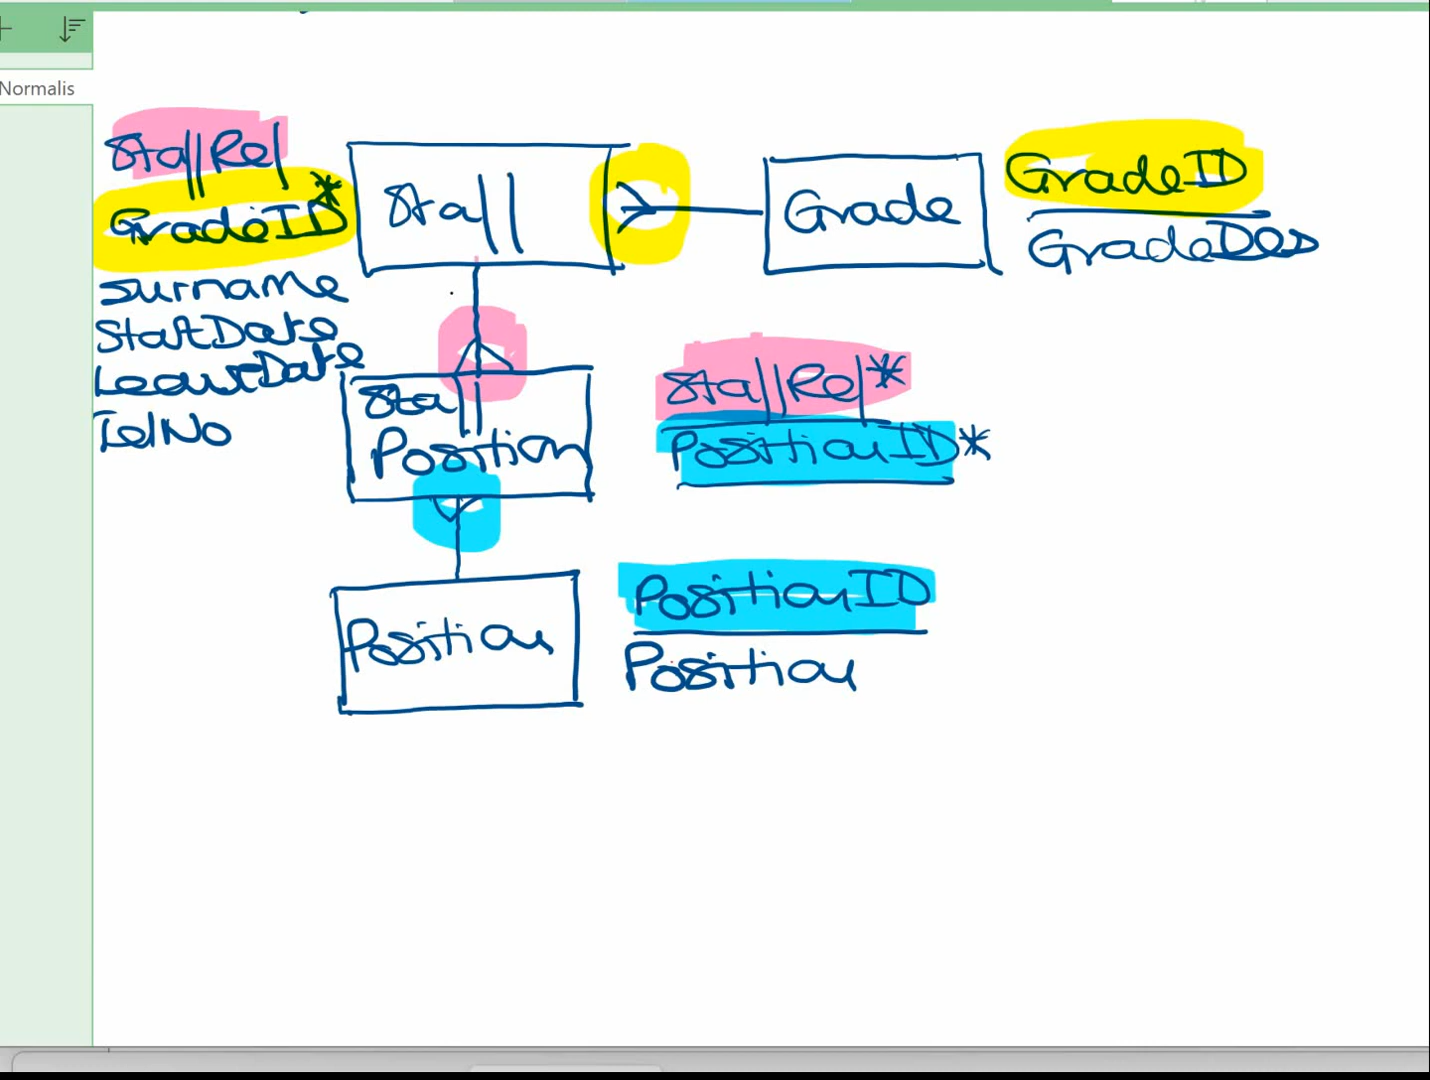 Normalis
StaffRef
GradeID*
surname
StartDate
LeaveDate
TelNo
Staff
Grade
GradeID
GradeDes
Staff
Position
StaffRef*
PositionID*
Position
PositionID
Position